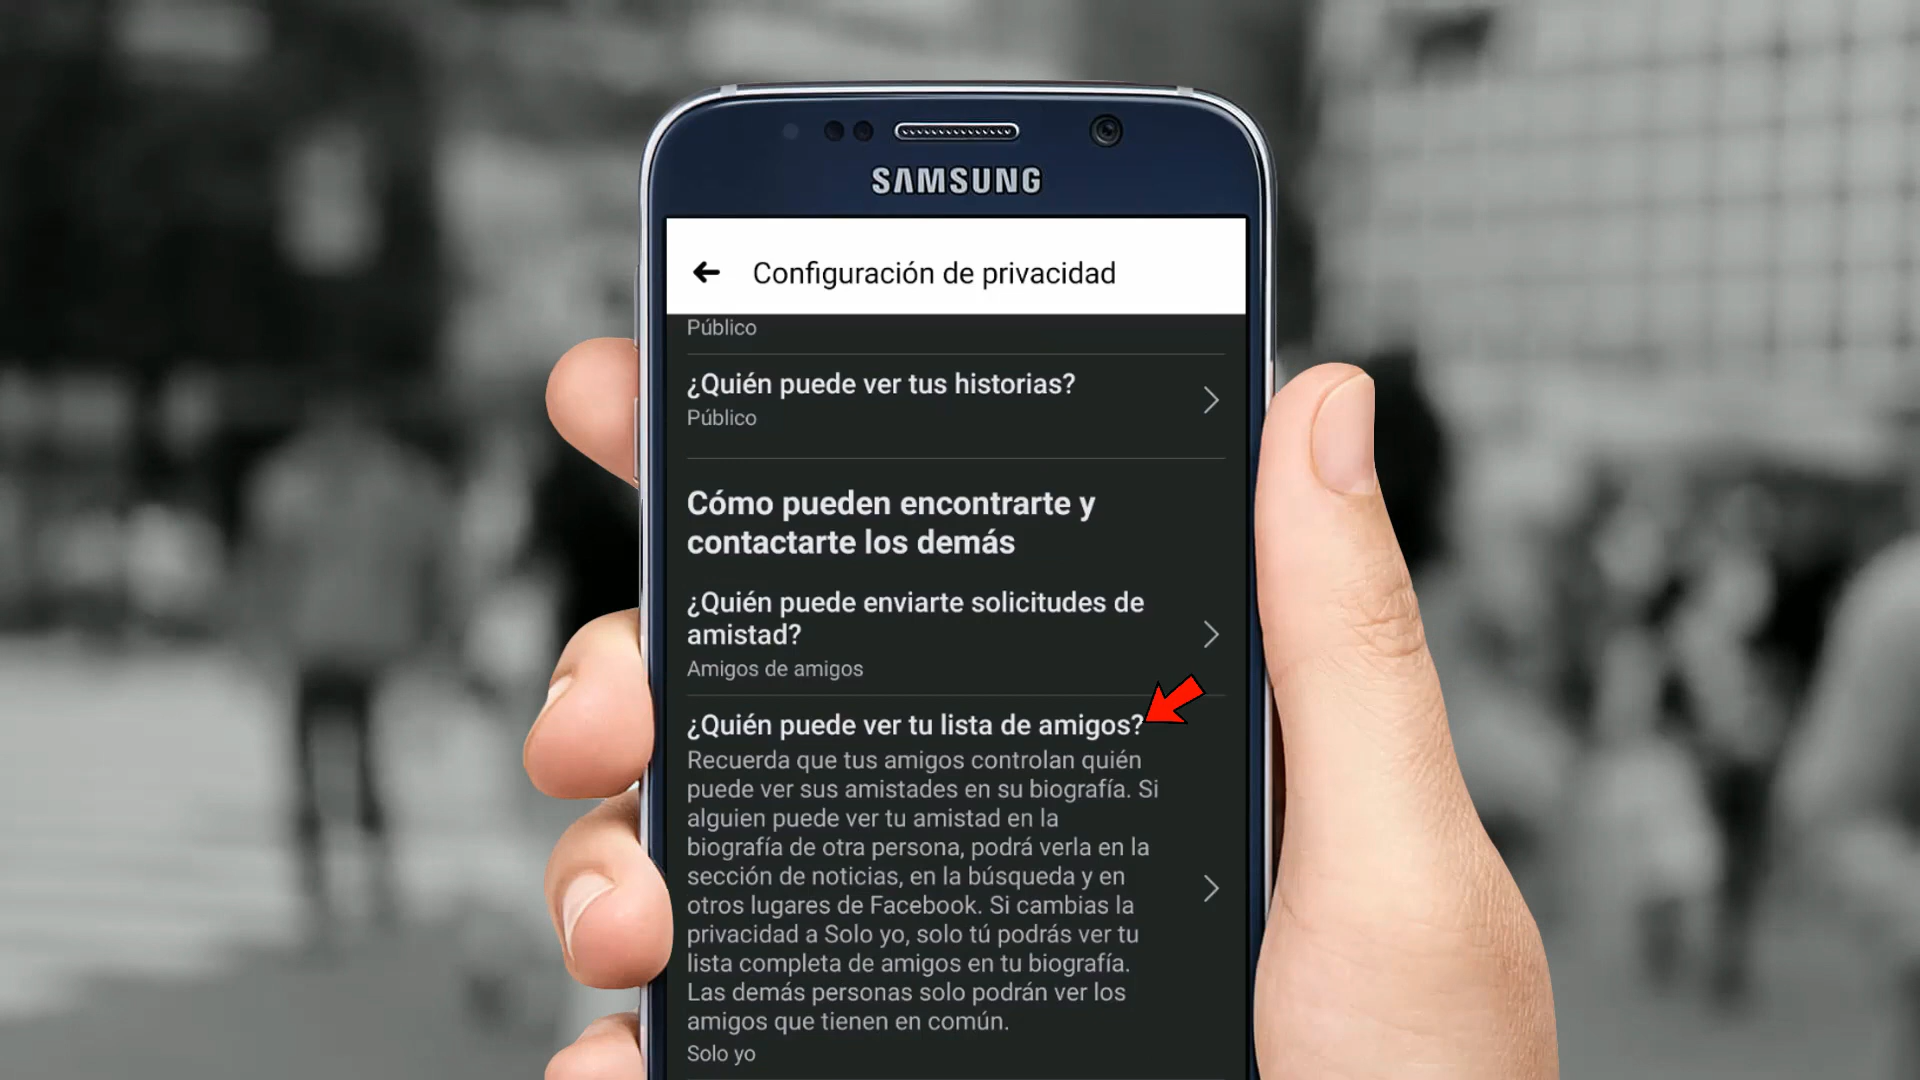 SAMSUNG
Configuración de privacidad
Público
¿Quién puede ver tus historias?
Público
Cómo pueden encontrarte y
contactarte los demás
¿Quién puede enviarte solicitudes de
amistad?
Amigos de amigos
¿Quién puede ver tu lista de amigos?
Recuerda que tus amigos controlan quién
puede ver sus amistades en su biografía. Si
alguien puede ver tu amistad en la
biografía de otra persona, podrá verla en la
sección de noticias, en la búsqueda y en
otros lugares de Facebook. Si cambias la
privacidad a Solo yo, solo tú podrás ver tu
lista completa de amigos en tu biografía.
Las demás personas solo podrán ver los
amigos que tienen en común.
Solo yo